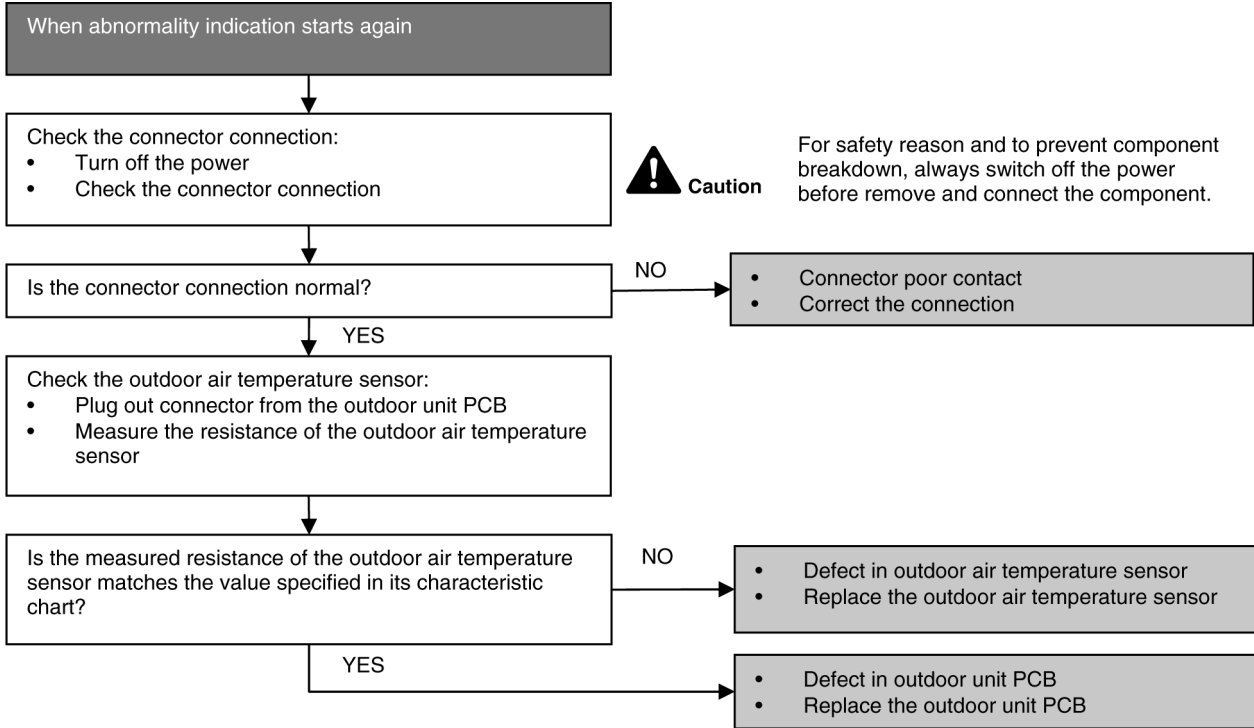 When abnormality indication starts again
Check the connector connection:
• Turn off the power
• Check the connector connection
Caution
For safety reason and to prevent component
breakdown, always switch off the power
before remove and connect the component.
Is the connector connection normal?
NO
• Connector poor contact
• Correct the connection
YES
Check the outdoor air temperature sensor:
• Plug out connector from the outdoor unit PCB
• Measure the resistance of the outdoor air temperature
sensor
Is the measured resistance of the outdoor air temperature
sensor matches the value specified in its characteristic
chart?
NO
• Defect in outdoor air temperature sensor
• Replace the outdoor air temperature sensor
YES
• Defect in outdoor unit PCB
• Replace the outdoor unit PCB